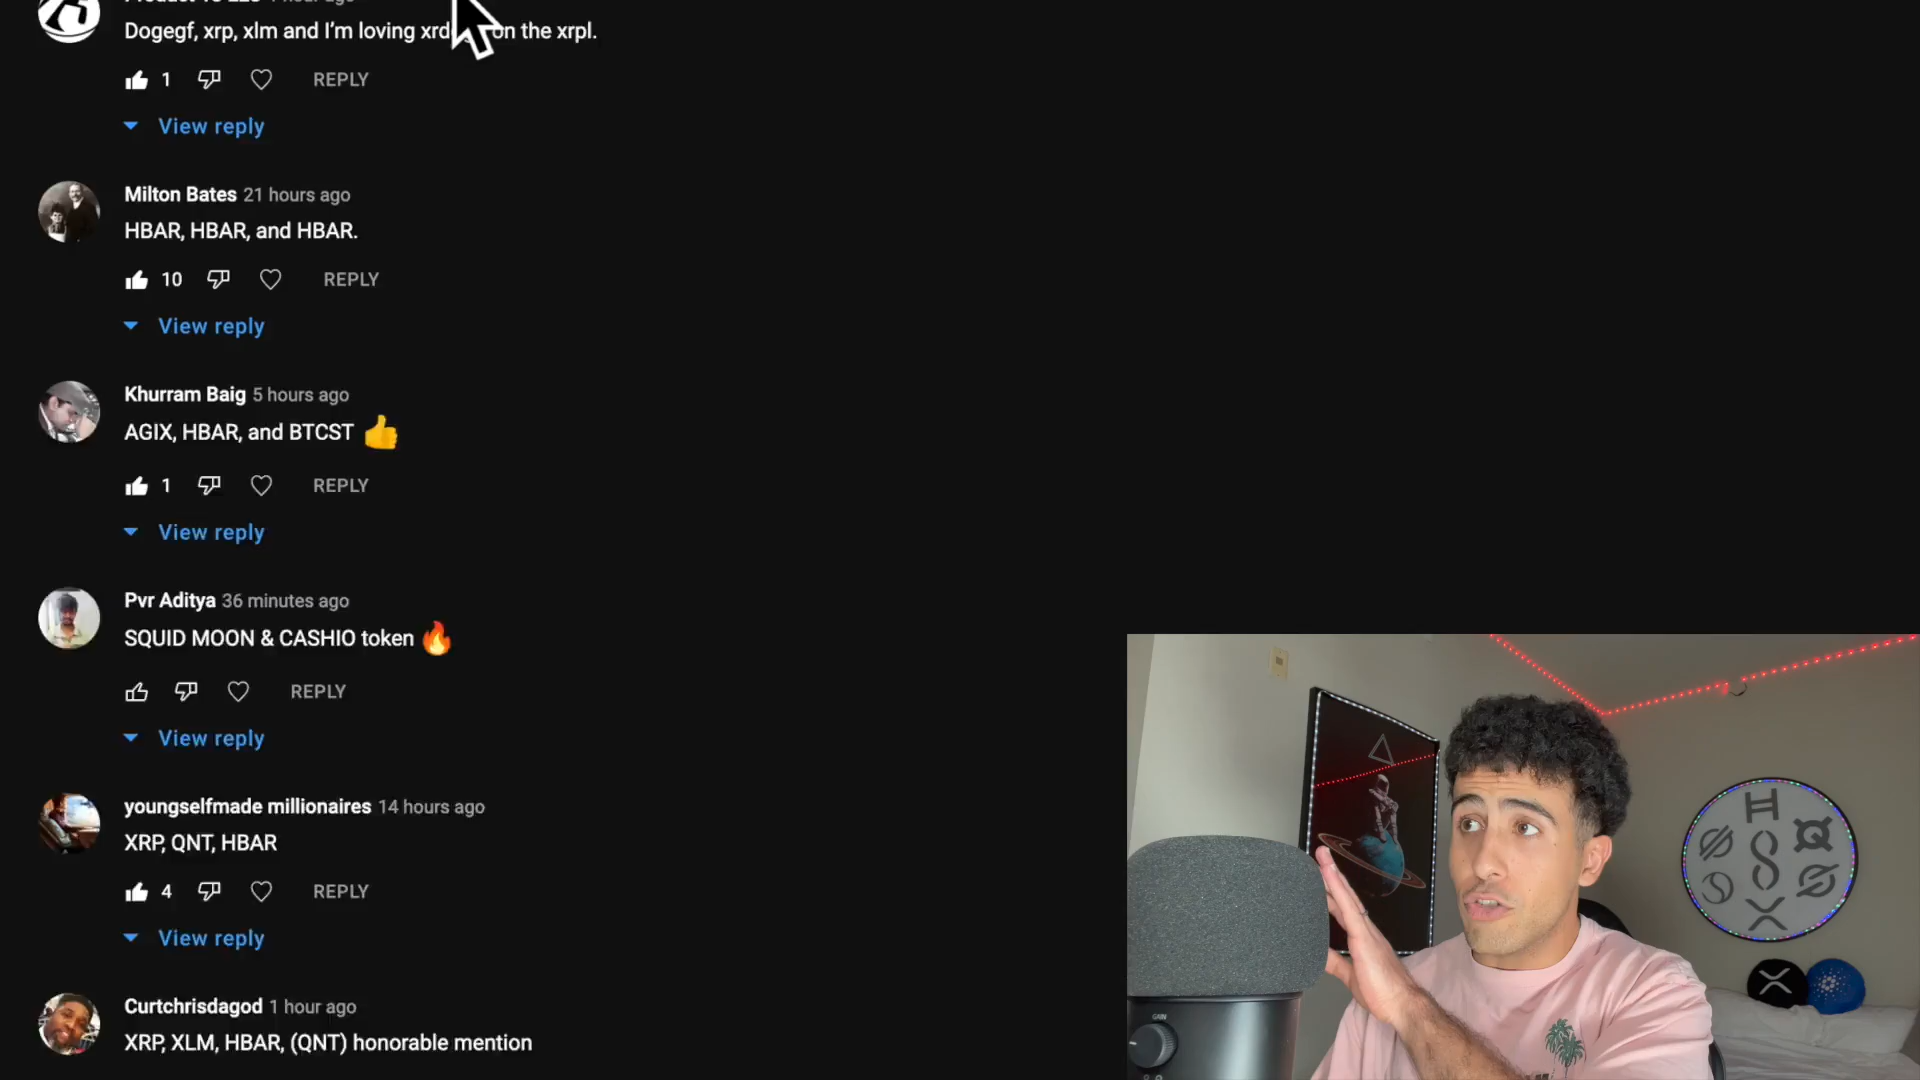 Dogegf, xrp, xlm and I'm loving on the xrpl.
1 REPLY
View reply
Milton Bates 21 hours ago
HBAR, HBAR, and HBAR.
10 REPLY
View reply
Khurram Baig 5 hours ago
AGIX, HBAR, and BTCST 👍
1 REPLY
View reply
Pvr Aditya 36 minutes ago
SQUID MOON & CASHIO token 🔥
REPLY
View reply
youngselfmade millionaires 14 hours ago
XRP, QNT, HBAR
4 REPLY
View reply
Curtchrisdagod 1 hour ago
XRP, XLM, HBAR, (QNT) honorable mention
GAIN